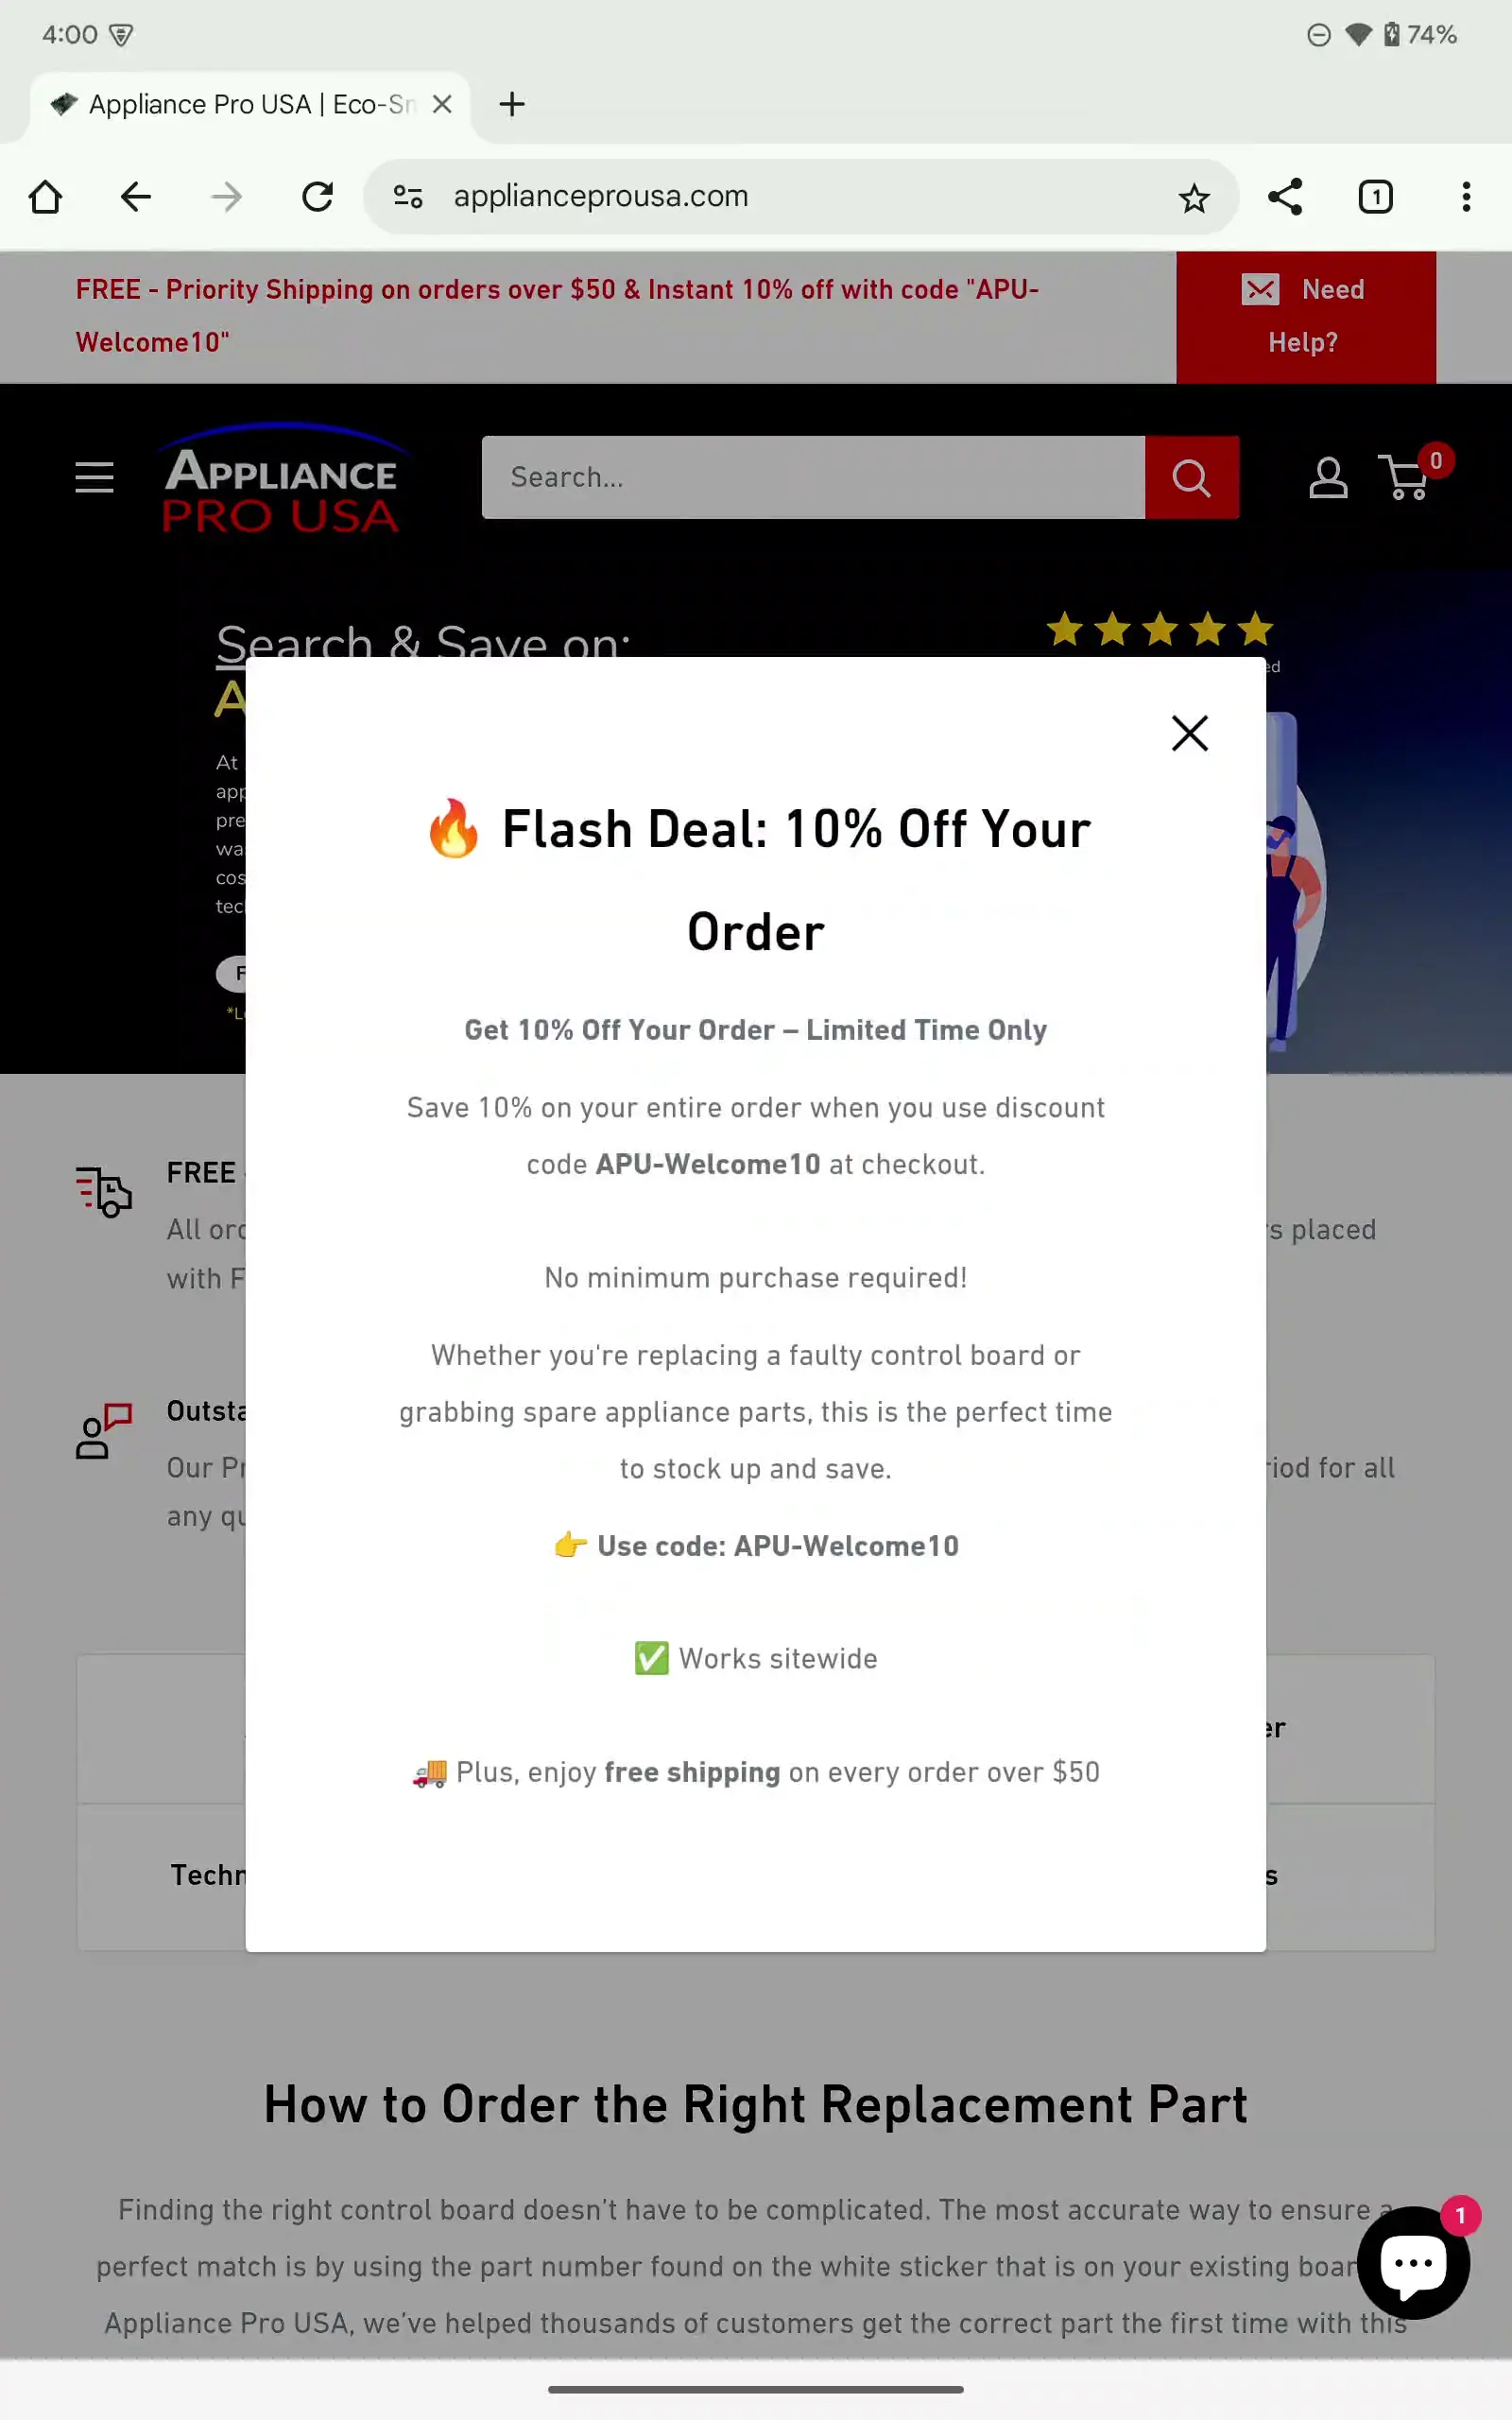 4:00
74%
Appliance Pro USA | Eco-Sm
applianceprousa.com
1
FREE - Priority Shipping on orders over $50 & Instant 10% off with code "APU-
Welcome10"
Need
Help?
APPLIANCE
PRO USA
Search...
0
Search & Save on:
A
ed
At
app
pre
wa
cos
tec
F
*L
🔥 Flash Deal: 10% Off Your
Order
Get 10% Off Your Order – Limited Time Only
Save 10% on your entire order when you use discount
code APU-Welcome10 at checkout.
No minimum purchase required!
Whether you're replacing a faulty control board or
grabbing spare appliance parts, this is the perfect time
to stock up and save.
👉 Use code: APU-Welcome10
✅ Works sitewide
🚚 Plus, enjoy free shipping on every order over $50
FREE
All orc
s placed
with F
Outsta
Our Pr
iod for all
any qu
er
Techn
s
How to Order the Right Replacement Part
Finding the right control board doesn't have to be complicated. The most accurate way to ensure a
perfect match is by using the part number found on the white sticker that is on your existing boar
Appliance Pro USA, we've helped thousands of customers get the correct part the first time with this
1